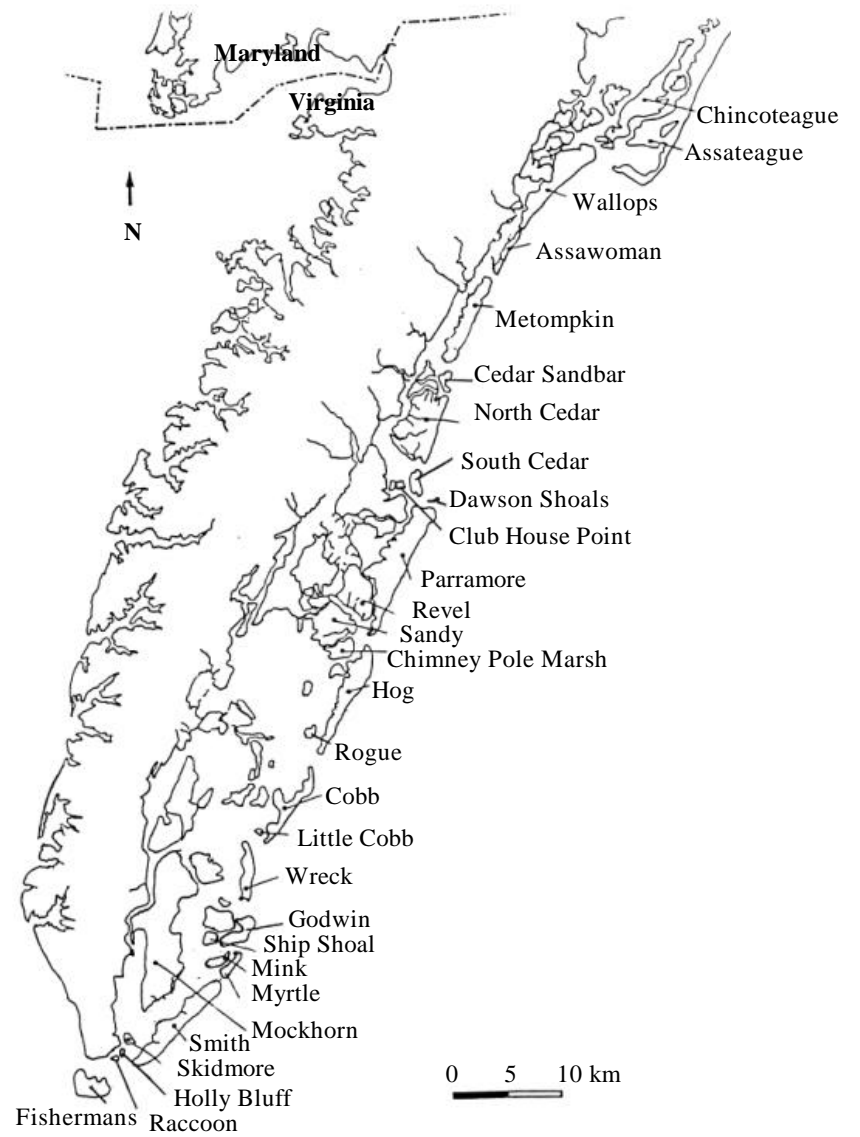 Maryland
Virginia
Chincoteague
Assateague
N
Wallops
Assawoman
Metompkin
Cedar Sandbar
North Cedar
South Cedar
Dawson Shoals
Club House Point
Parramore
Revel
Sandy
Chimney Pole Marsh
Hog
Rogue
Cobb
Little Cobb
Wreck
Godwin
Ship Shoal
Mink
Myrtle
Mockhorn
Smith
Skidmore
Holly Bluff
Fishermans
Raccoon
0 5 10 km